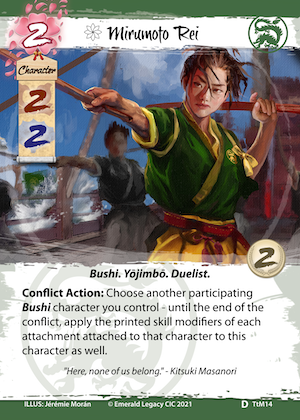 2
Mirumoto Rei
Character
2
2
2
Bushi. Yōjimbō. Duelist.
Conflict Action: Choose another participating
Bushi character you control - until the end of the
conflict, apply the printed skill modifiers of each
attachment attached to that character to this
character as well.
"Here, none of us belong." - Kitsuki Masanori
ILLUS: Jérémie Morán © Emerald Legacy CIC 2021 D TtM14